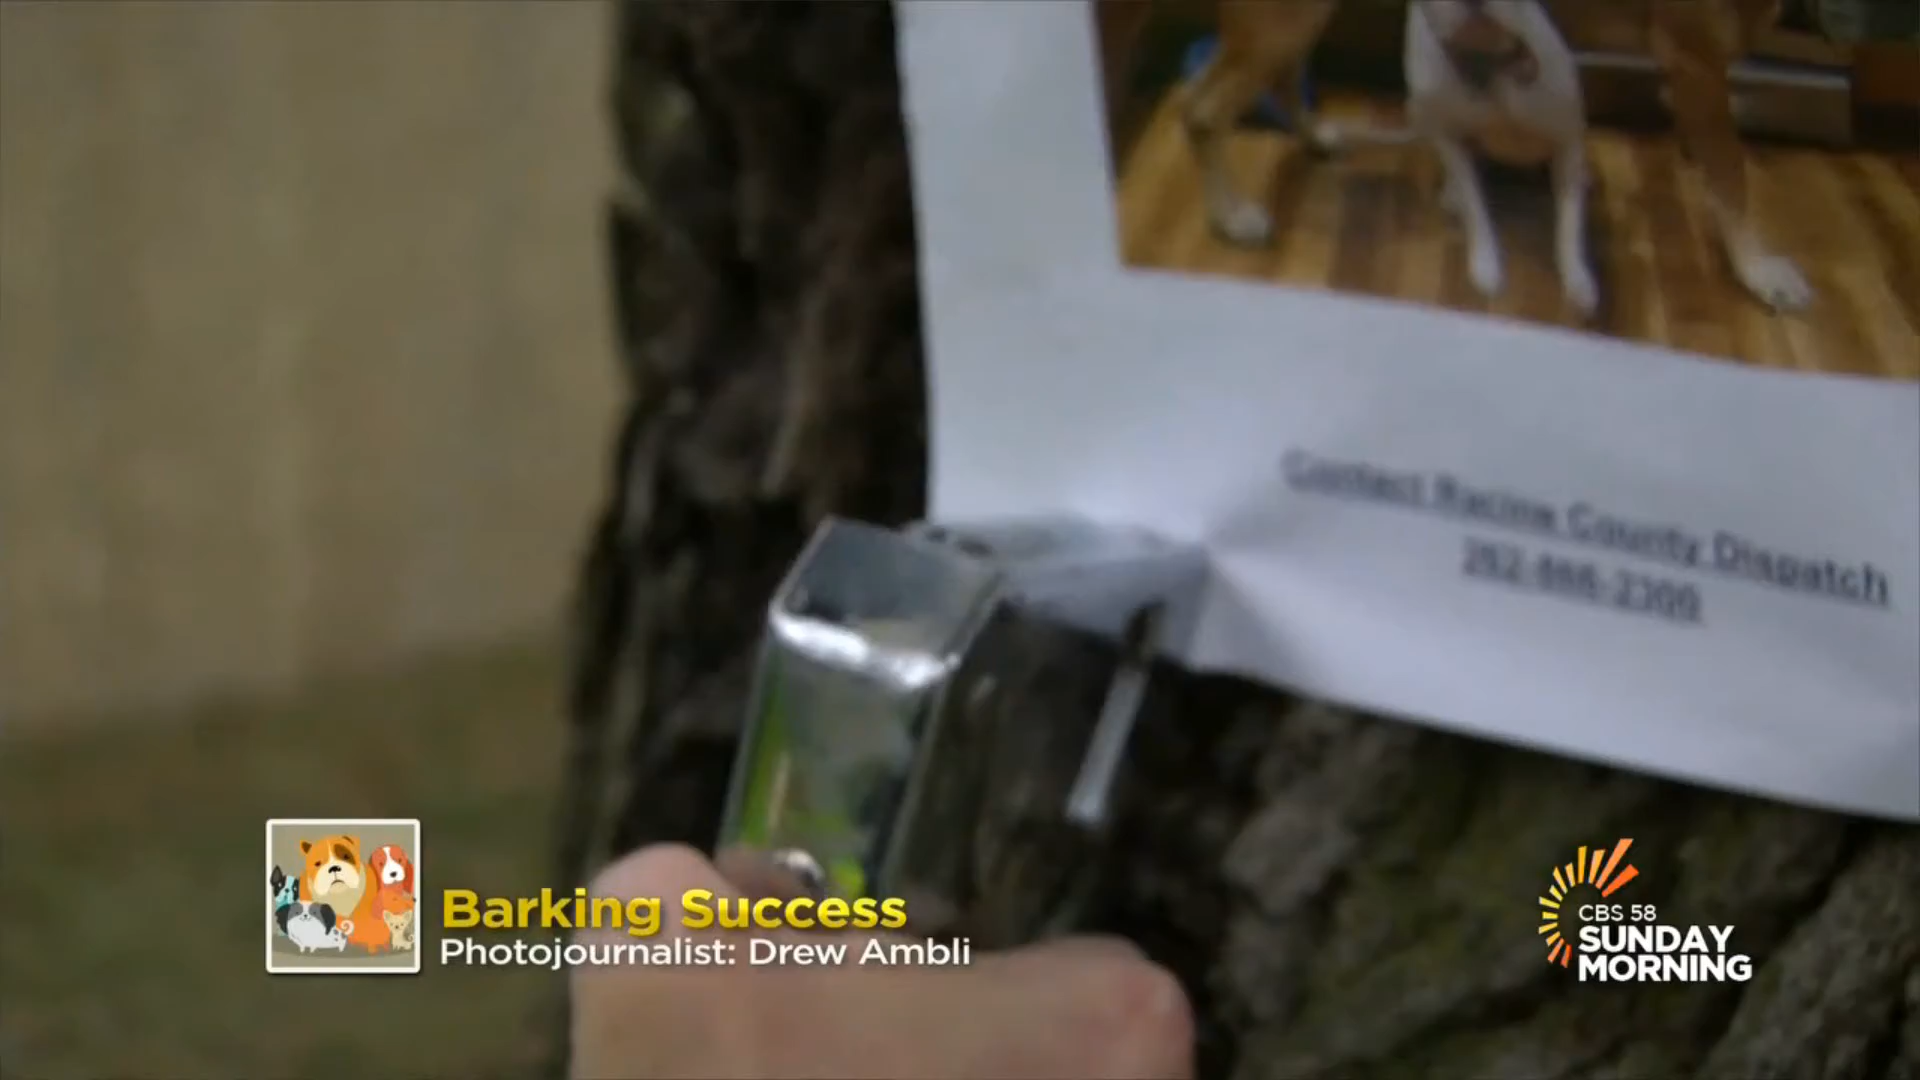 Contact Racine County Dispatch
Barking Success
Photojournalist: Drew Ambli
CBS 58
SUNDAY
MORNING